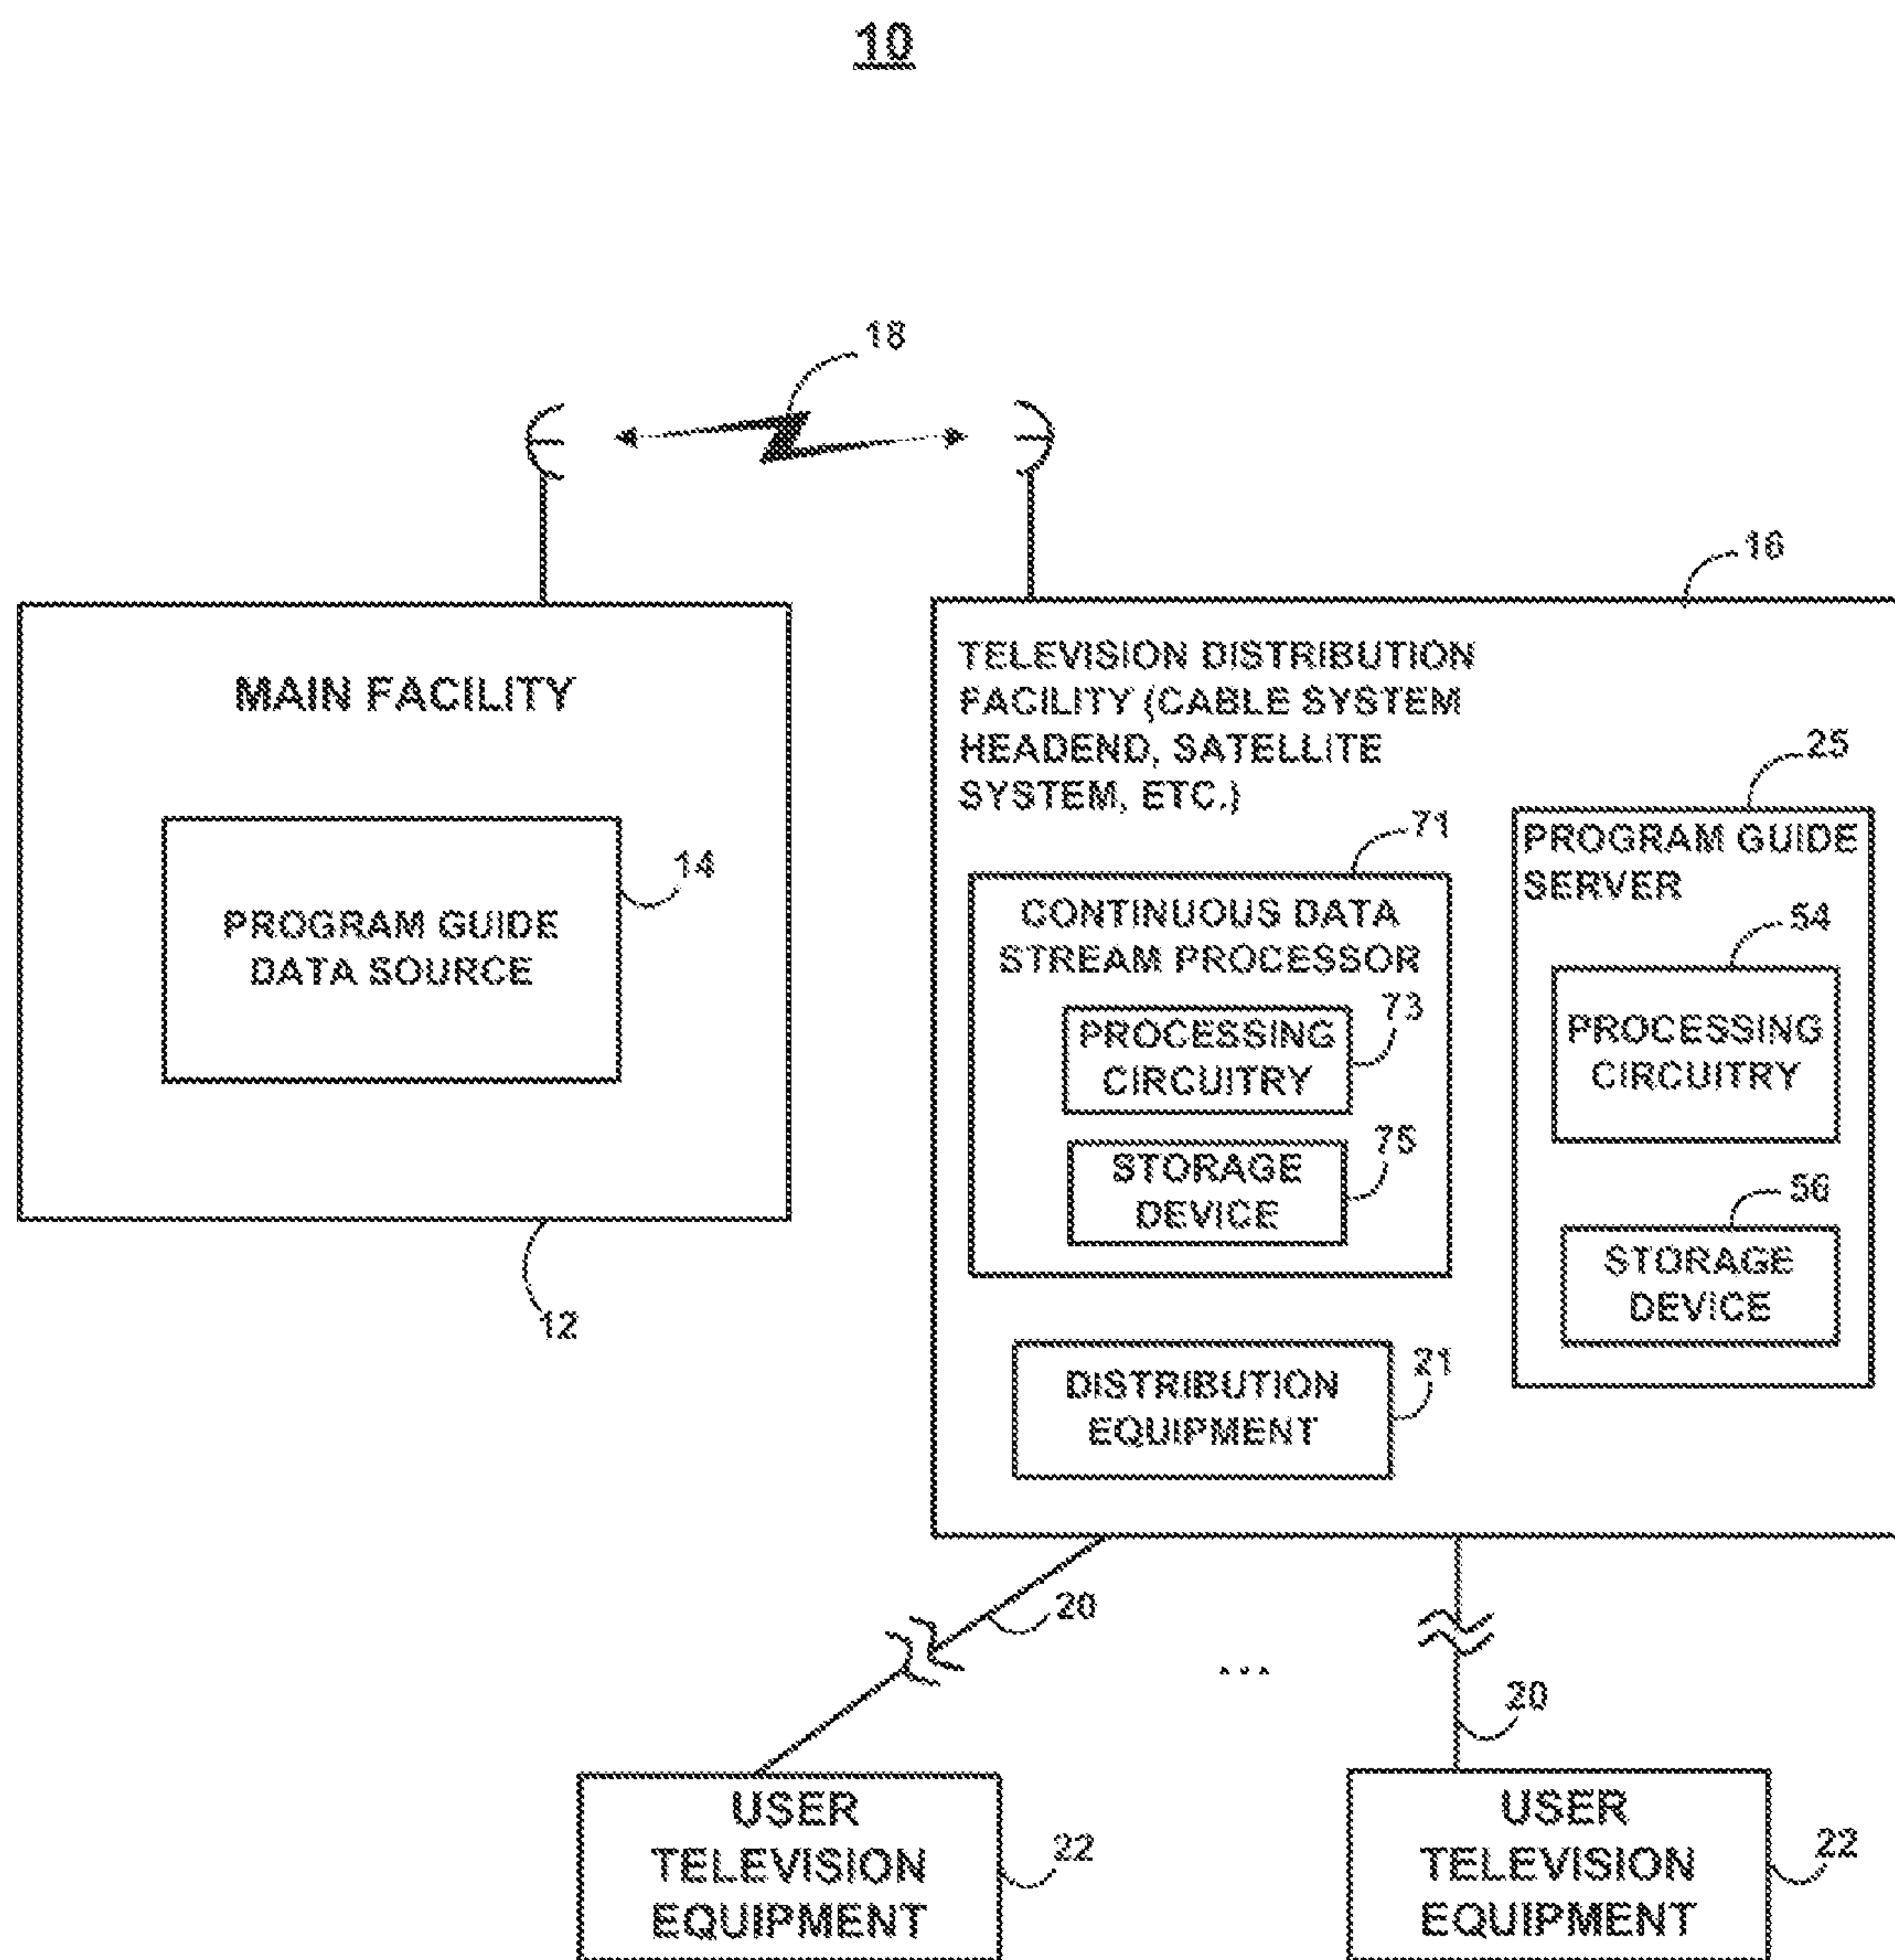 10
18
16
MAIN FACILITY
TELEVISION DISTRIBUTION
FACILITY (CABLE SYSTEM
HEADEND, SATELLITE
SYSTEM, ETC.)
14
PROGRAM GUIDE
DATA SOURCE
12
71
CONTINUOUS DATA
STREAM PROCESSOR
73
PROCESSING
CIRCUITRY
75
STORAGE
DEVICE
25
PROGRAM GUIDE
SERVER
54
PROCESSING
CIRCUITRY
56
STORAGE
DEVICE
21
DISTRIBUTION
EQUIPMENT
20
...
20
USER
TELEVISION
EQUIPMENT
22
USER
TELEVISION
EQUIPMENT
22